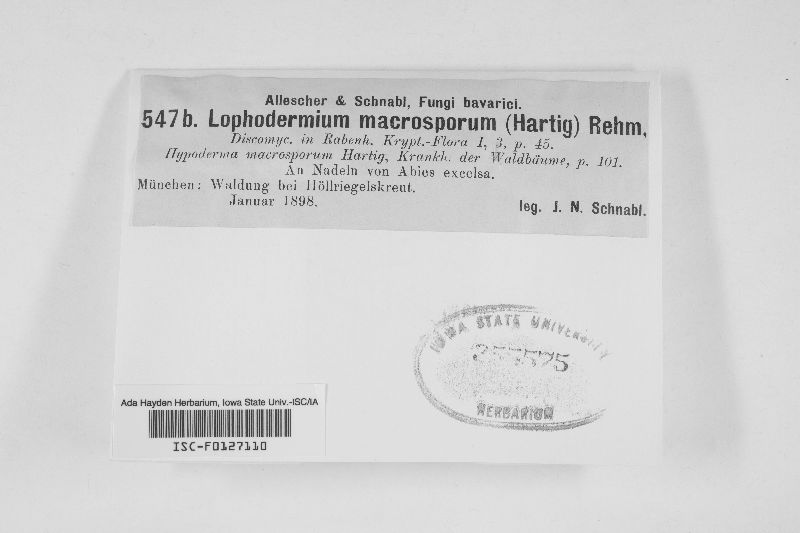 Allescher & Schnabl, Fungi bavarici.
547b. Lophodermium macrosporum (Hartig) Rehm,
Discomyc. in Rabenh. Krypt.-Flora I, 3, p. 45.
Hypoderma macrosporum Hartig, Krankh. der Waldbäume, p. 101.
An Nadeln von Abies excelsa.
München: Waldung bei Höllriegelskreut.
Januar 1898.
leg. J. N. Schnabl.
IOWA STATE UNIVERSITY
HERBARIUM
Ada Hayden Herbarium, Iowa State Univ.-ISC/IA
ISC-F0127110